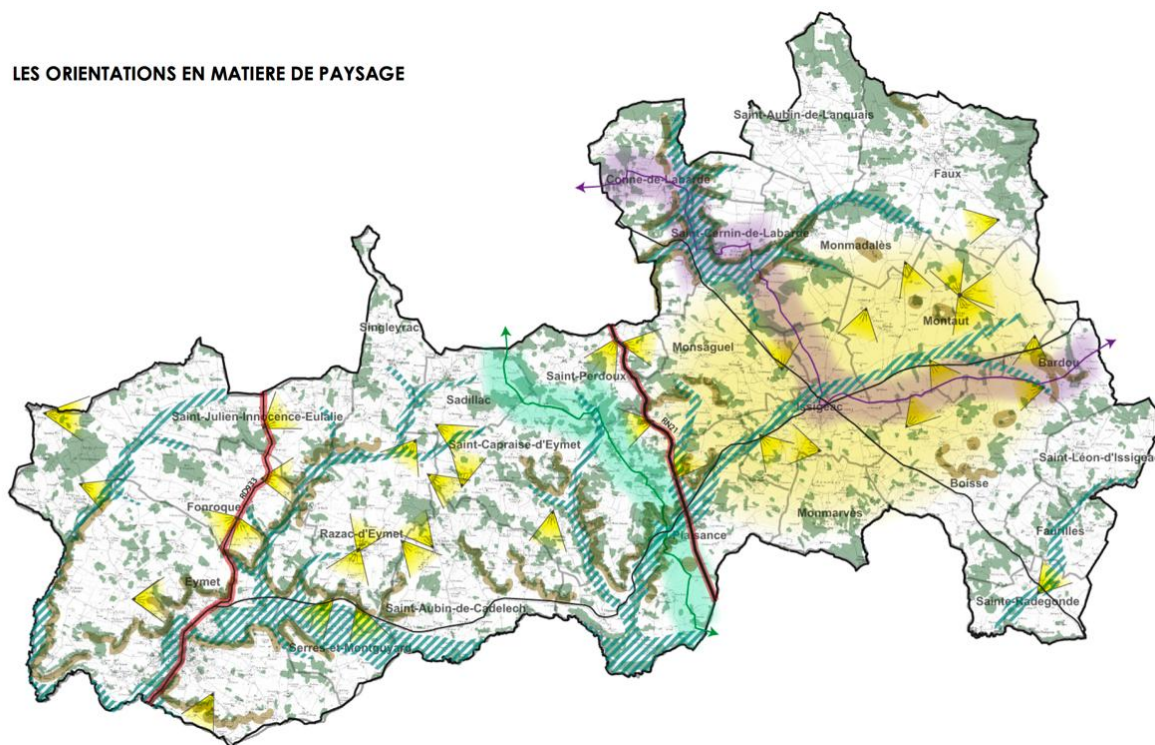 LES ORIENTATIONS EN MATIERE DE PAYSAGE
Saint-Aubin-de-Lanquais
Faux
Conne-de-Labarde
Saint-Cernin-de-Labarde
Monmadalès
Montaut
Singleyrac
Monsaguel
Bardou
Saint-Perdoux
Sadillac
Issigeac
Saint-Julien-Innocence-Eulalie
RN21
Saint-Capraise-d'Eymet
Saint-Léon-d'Issigeac
Boisse
RD933
Fonroque
Monmarvès
Razac-d'Eymet
Plaisance
Faurilles
Eymet
Saint-Aubin-de-Cadelech
Sainte-Radegonde
Serres-et-Montguyard